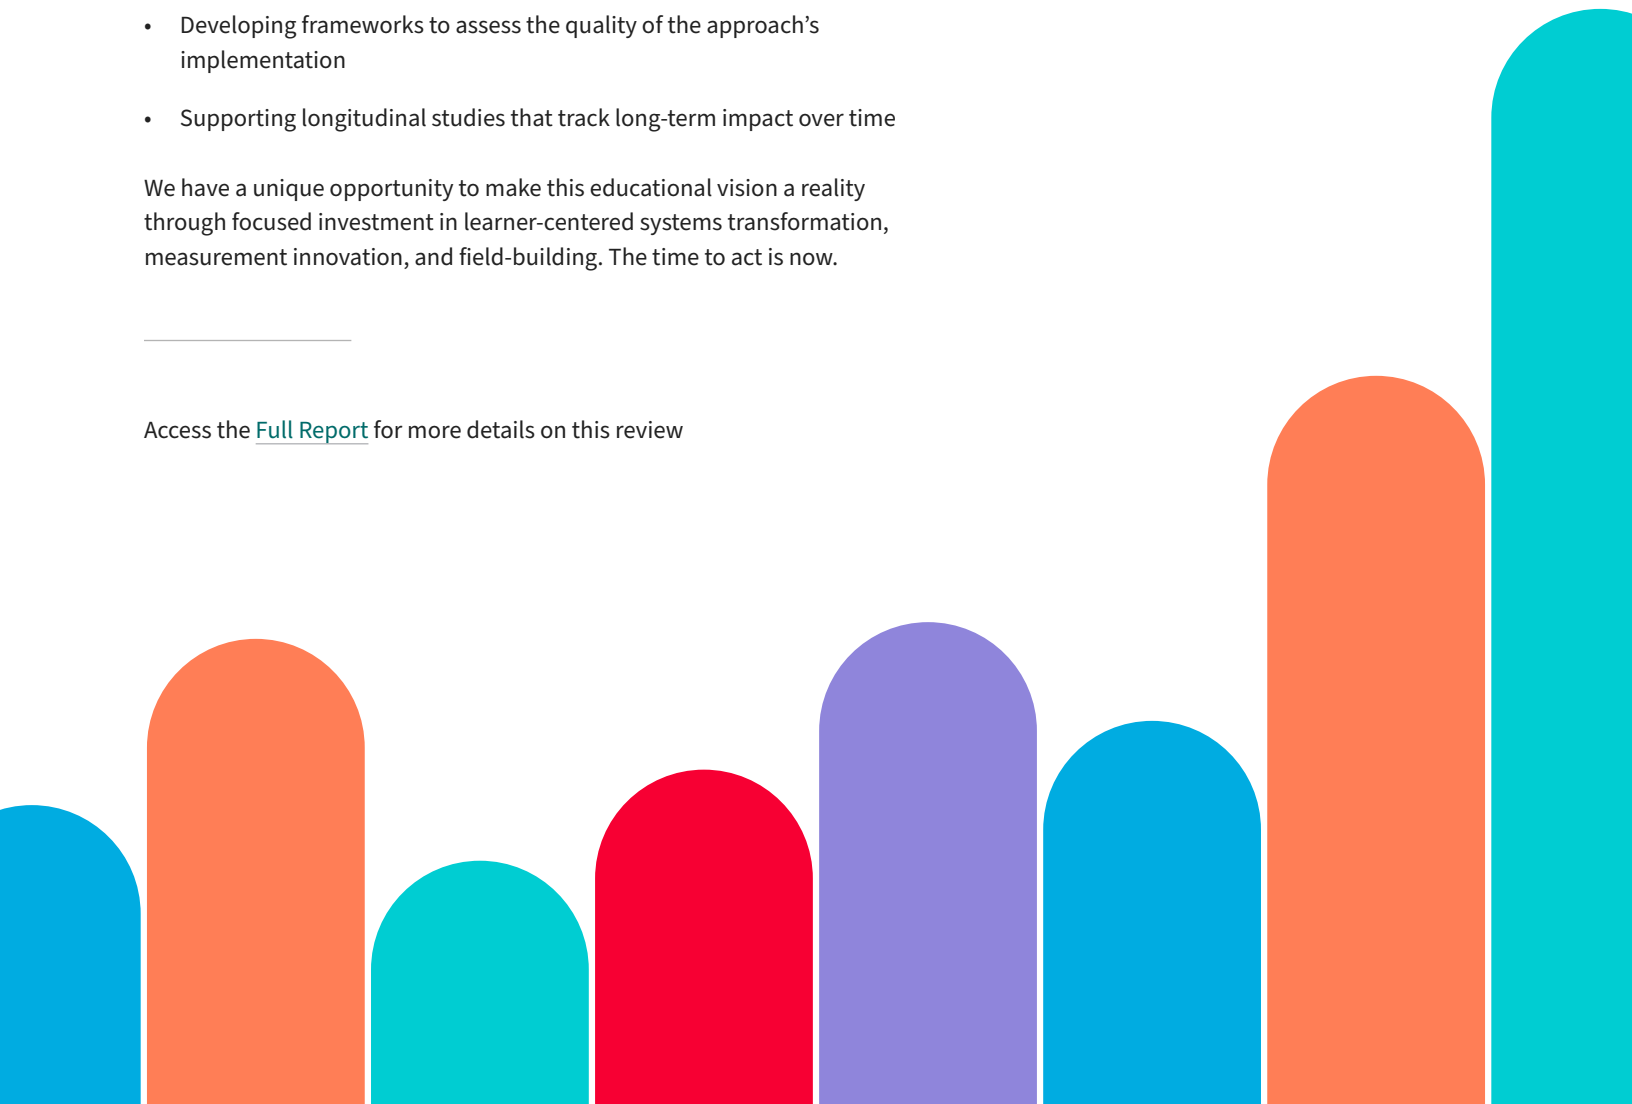 • Developing frameworks to assess the quality of the approach’s
implementation
• Supporting longitudinal studies that track long-term impact over time
We have a unique opportunity to make this educational vision a reality
through focused investment in learner-centered systems transformation,
measurement innovation, and field-building. The time to act is now.
Access the Full Report for more details on this review